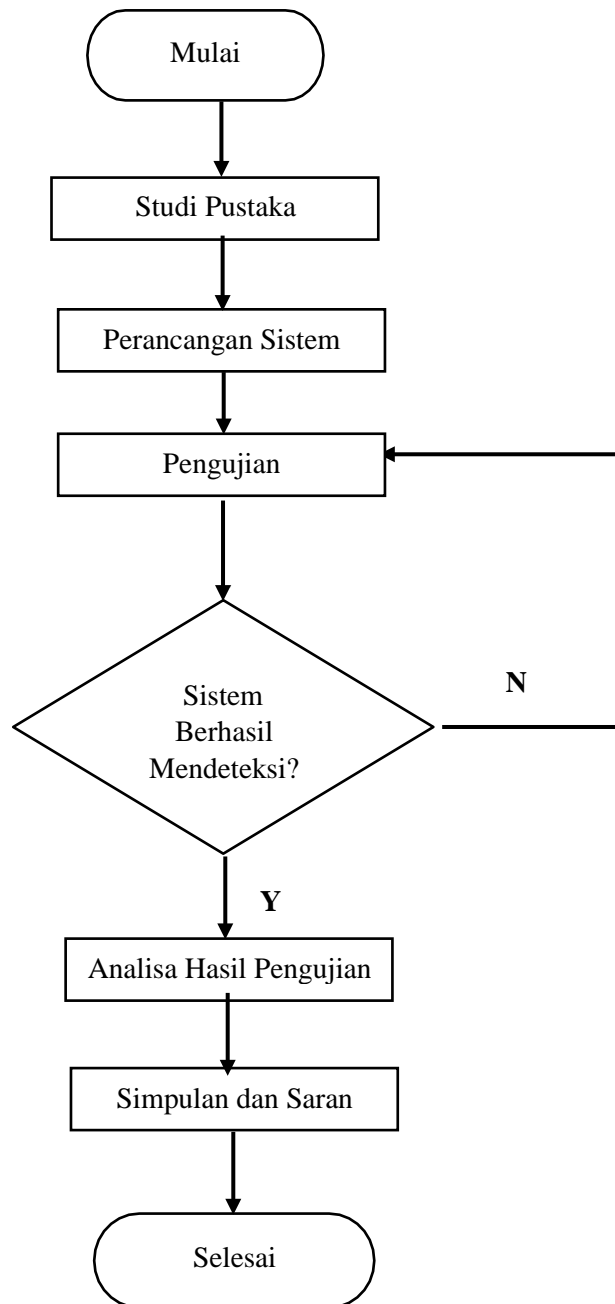 Mulai
Studi Pustaka
Perancangan Sistem
Pengujian
Sistem
Berhasil
Mendeteksi?
N
Y
Analisa Hasil Pengujian
Simpulan dan Saran
Selesai